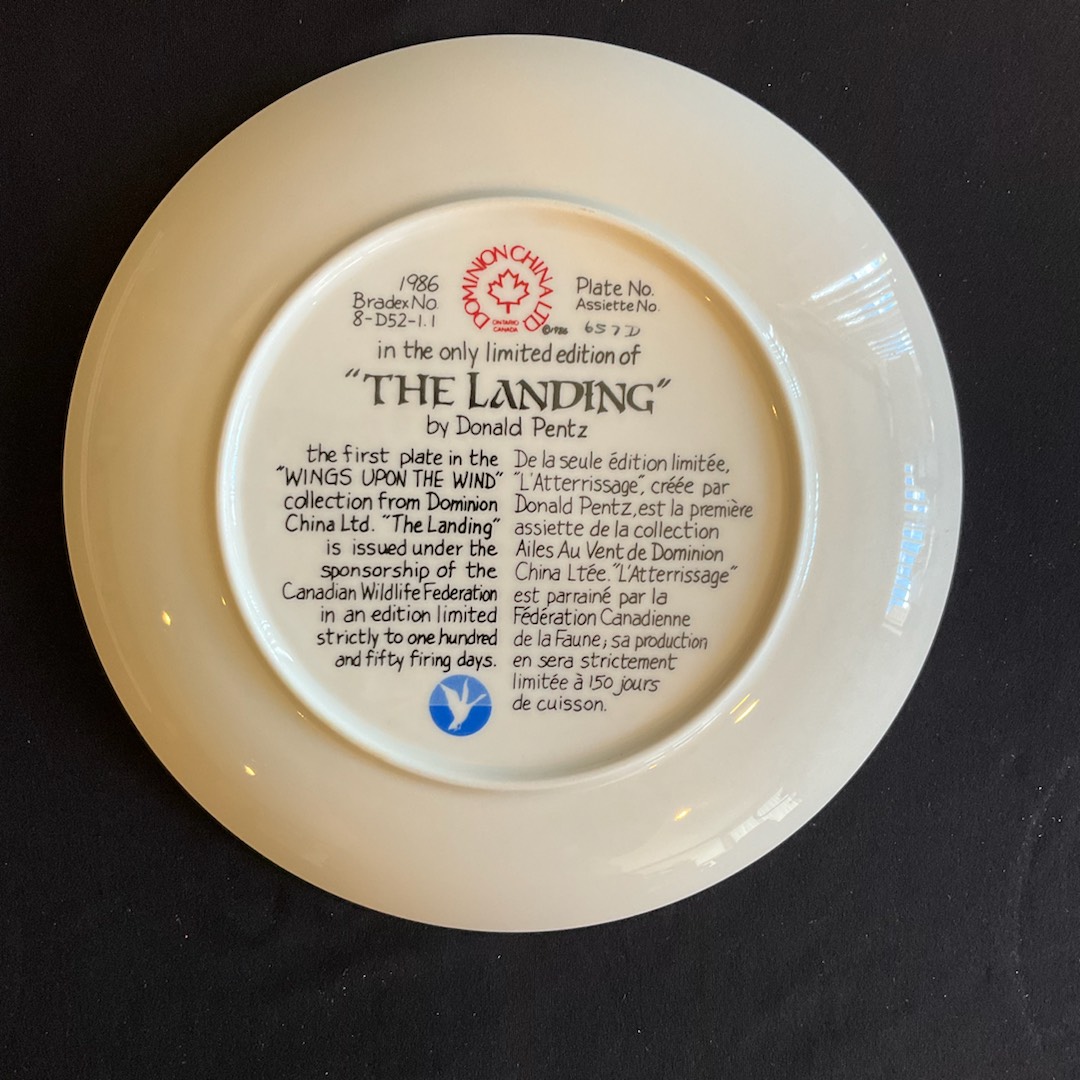 1986
Bradex No.
8-D52-1.1
DOMINION CHINA LTD
ONTARIO
CANADA
©1986
Plate No.
Assiette No.
657D
in the only limited edition of
"THE LANDING"
by Donald Pentz
the first plate in the
"WINGS UPON THE WIND"
collection from Dominion
China Ltd. "The Landing"
is issued under the
sponsorship of the
Canadian Wildlife Federation
in an edition limited
strictly to one hundred
and fifty firing days.
De la seule édition limitée,
"L'Atterrissage", créée par
Donald Pentz, est la première
assiette de la collection
Ailes Au Vent de Dominion
China Ltée. "L'Atterrissage"
est parrainé par la
Fédération Canadienne
de la Faune; sa production
en sera strictement
limitée à 150 jours
de cuisson.